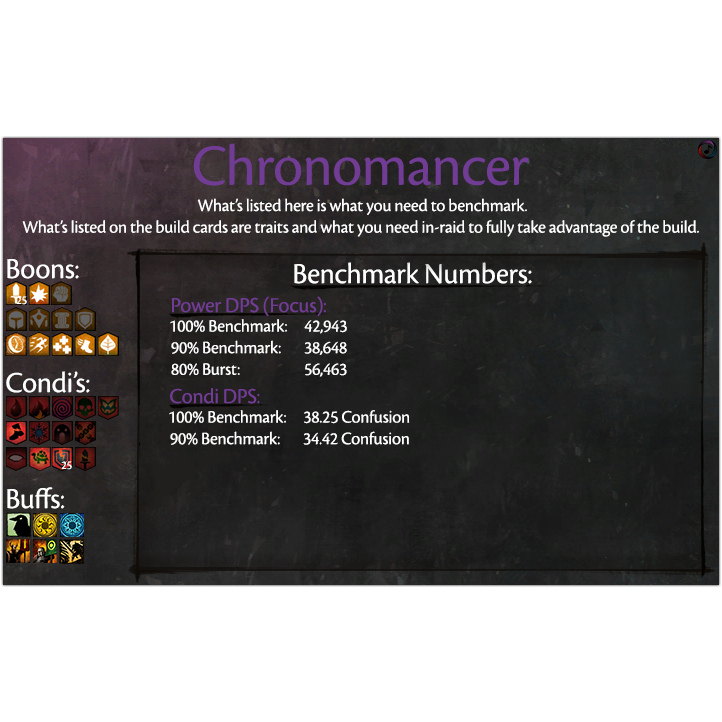 Chronomancer
What's listed here is what you need to benchmark.
What's listed on the build cards are traits and what you need in-raid to fully take advantage of the build.
Boons:
25
Condi's:
25
Buffs:
Benchmark Numbers:
Power DPS (Focus):
100% Benchmark: 42,943
90% Benchmark: 38,648
80% Burst: 56,463
Condi DPS:
100% Benchmark: 38.25 Confusion
90% Benchmark: 34.42 Confusion